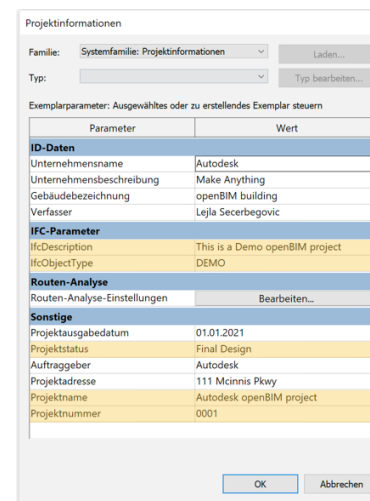 Projektinformationen
Familie: Systemfamilie: Projektinformationen Laden...
Typ: Typ bearbeiten...
Exemplarparameter: Ausgewähltes oder zu erstellendes Exemplar steuern
Parameter Wert
ID-Daten
Unternehmensname Autodesk
Unternehmensbeschreibung Make Anything
Gebäudebezeichnung openBIM building
Verfasser Lejla Secerbegovic
IFC-Parameter
IfcDescription This is a Demo openBIM project
IfcObjectType DEMO
Routen-Analyse
Routen-Analyse-Einstellungen Bearbeiten...
Sonstige
Projektausgabedatum 01.01.2021
Projektstatus Final Design
Auftraggeber Autodesk
Projektadresse 111 Mcinnis Pkwy
Projektname Autodesk openBIM project
Projektnummer 0001
OK Abbrechen